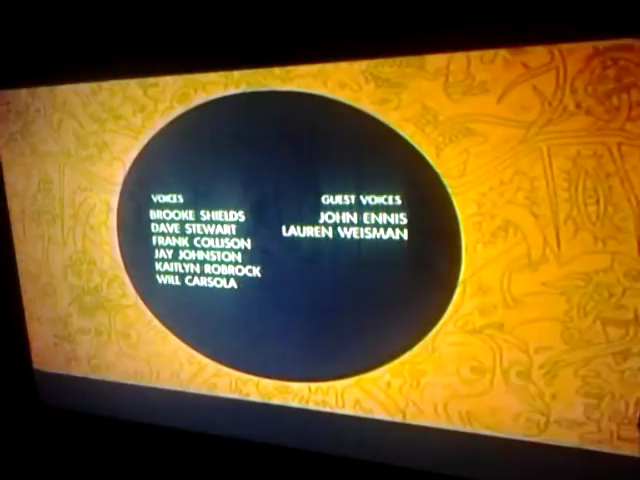 VOICES
BROOKE SHIELDS
DAVE STEWART
FRANK COLLISON
JAY JOHNSTON
KAITLYN ROBROCK
WILL CARSOLA
GUEST VOICES
JOHN ENNIS
LAUREN WEISMAN